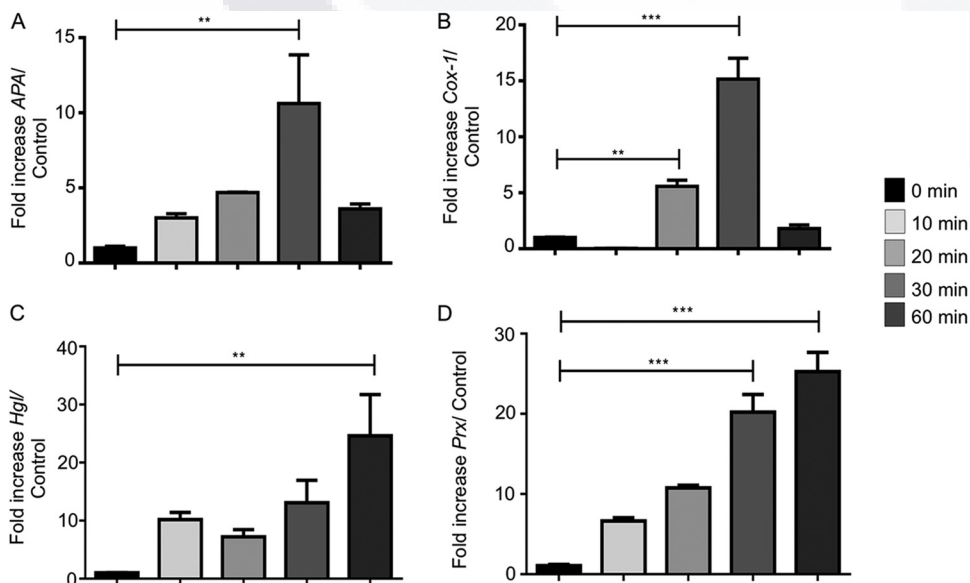 A
**
15
10
5
0
Fold increase APA/
Control
B
***
**
20
15
10
5
0
Fold increase Cox-1/
Control
0 min
10 min
20 min
30 min
60 min
C
**
40
30
20
10
0
Fold increase Hgl/
Control
D
***
***
30
20
10
0
Fold increase Prx/ Control